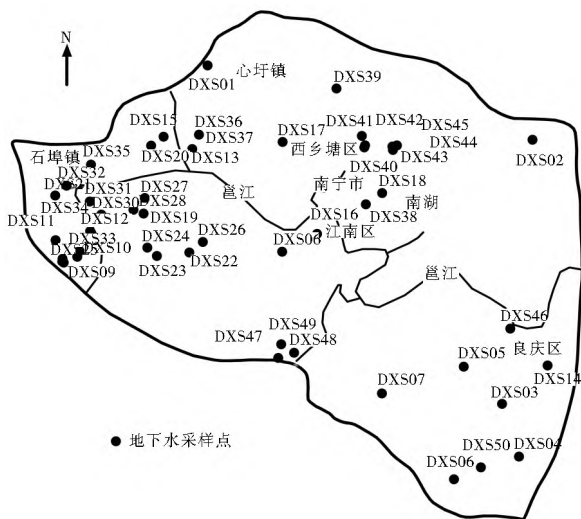 N
心圩镇
DXS01
DXS39
DXS15
DXS36
DXS37
DXS17
DXS41
DXS42
DXS45
DXS44
DXS43
DXS02
石埠镇
DXS35
DXS20
DXS13
西乡塘区
DXS40
DXS32
DXS31
DXS27
邕江
南宁市
DXS18
DXS34
DXS30
DXS28
DXS11
DXS12
DXS19
DXS16
DXS38
南湖
江南区
DXS33
DXS10
DXS24
DXS26
DXS06
DXS09
DXS23
DXS22
邕江
DXS49
DXS47
DXS48
DXS46
DXS05
良庆区
DXS14
DXS07
DXS03
DXS50
DXS04
DXS06
地下水采样点